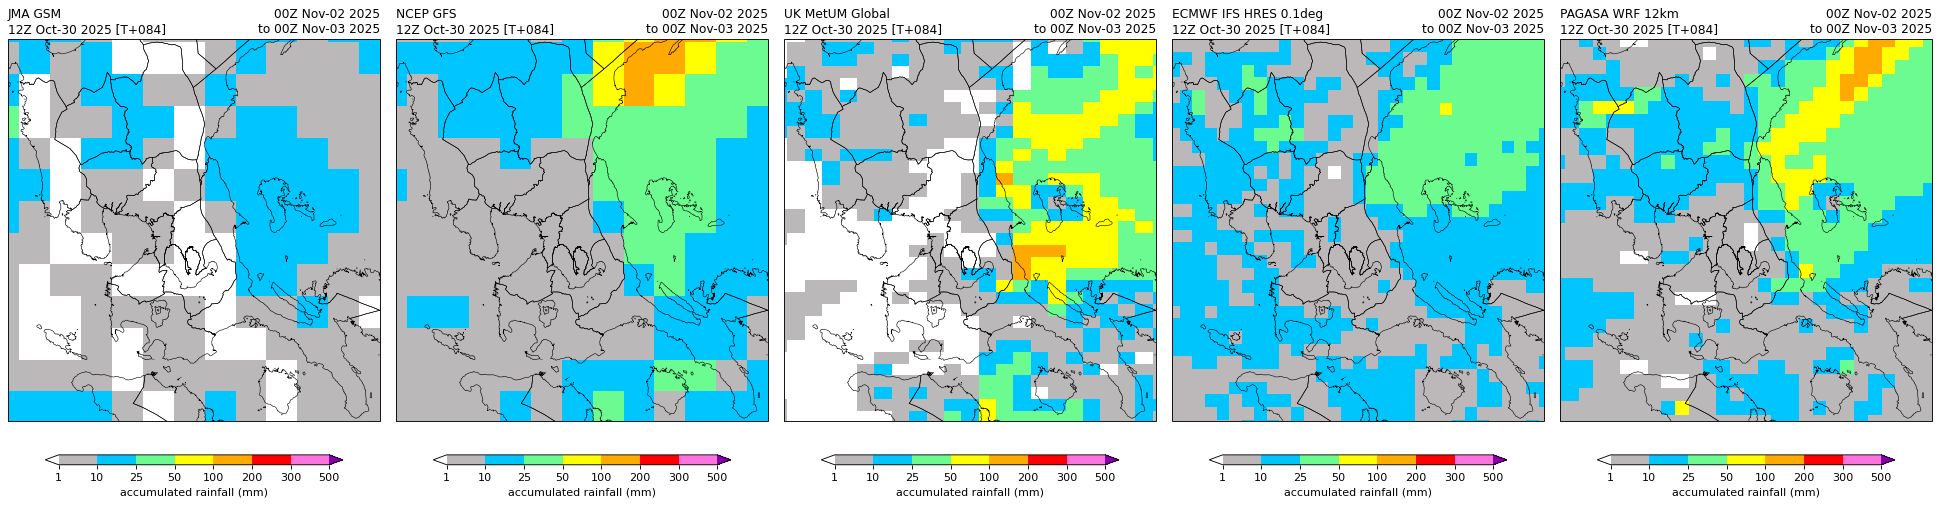 JMA GSM 00Z Nov-02 2025
12Z Oct-30 2025 [T+084] to 00Z Nov-03 2025
NCEP GFS 00Z Nov-02 2025
12Z Oct-30 2025 [T+084] to 00Z Nov-03 2025
UK MetUM Global 00Z Nov-02 2025
12Z Oct-30 2025 [T+084] to 00Z Nov-03 2025
ECMWF IFS HRES 0.1deg 00Z Nov-02 2025
12Z Oct-30 2025 [T+084] to 00Z Nov-03 2025
PAGASA WRF 12km 00Z Nov-02 2025
12Z Oct-30 2025 [T+084] to 00Z Nov-03 2025
1 10 25 50 100 200 300 500
accumulated rainfall (mm)
1 10 25 50 100 200 300 500
accumulated rainfall (mm)
1 10 25 50 100 200 300 500
accumulated rainfall (mm)
1 10 25 50 100 200 300 500
accumulated rainfall (mm)
1 10 25 50 100 200 300 500
accumulated rainfall (mm)